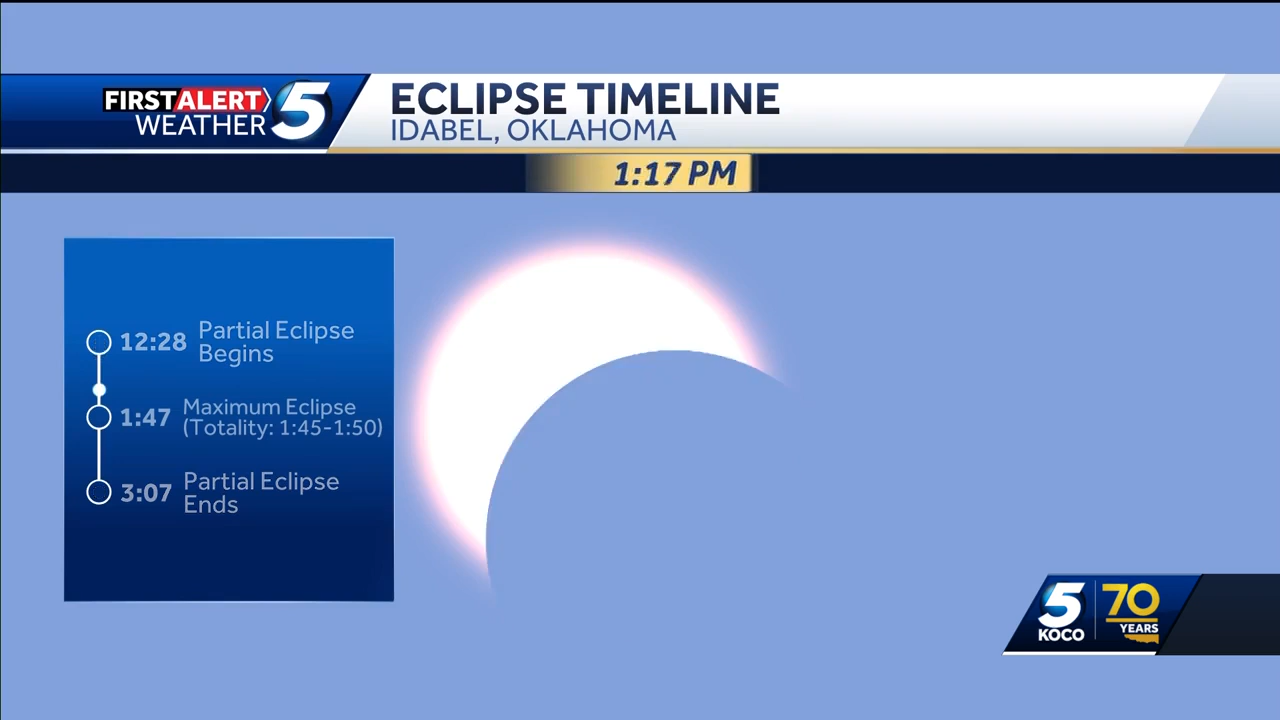 FIRST ALERT 5
WEATHER
ECLIPSE TIMELINE
IDABEL, OKLAHOMA
1:17 PM
12:28 Partial Eclipse
Begins
1:47 Maximum Eclipse
(Totality: 1:45-1:50)
3:07 Partial Eclipse
Ends
5 70
KOCO YEARS